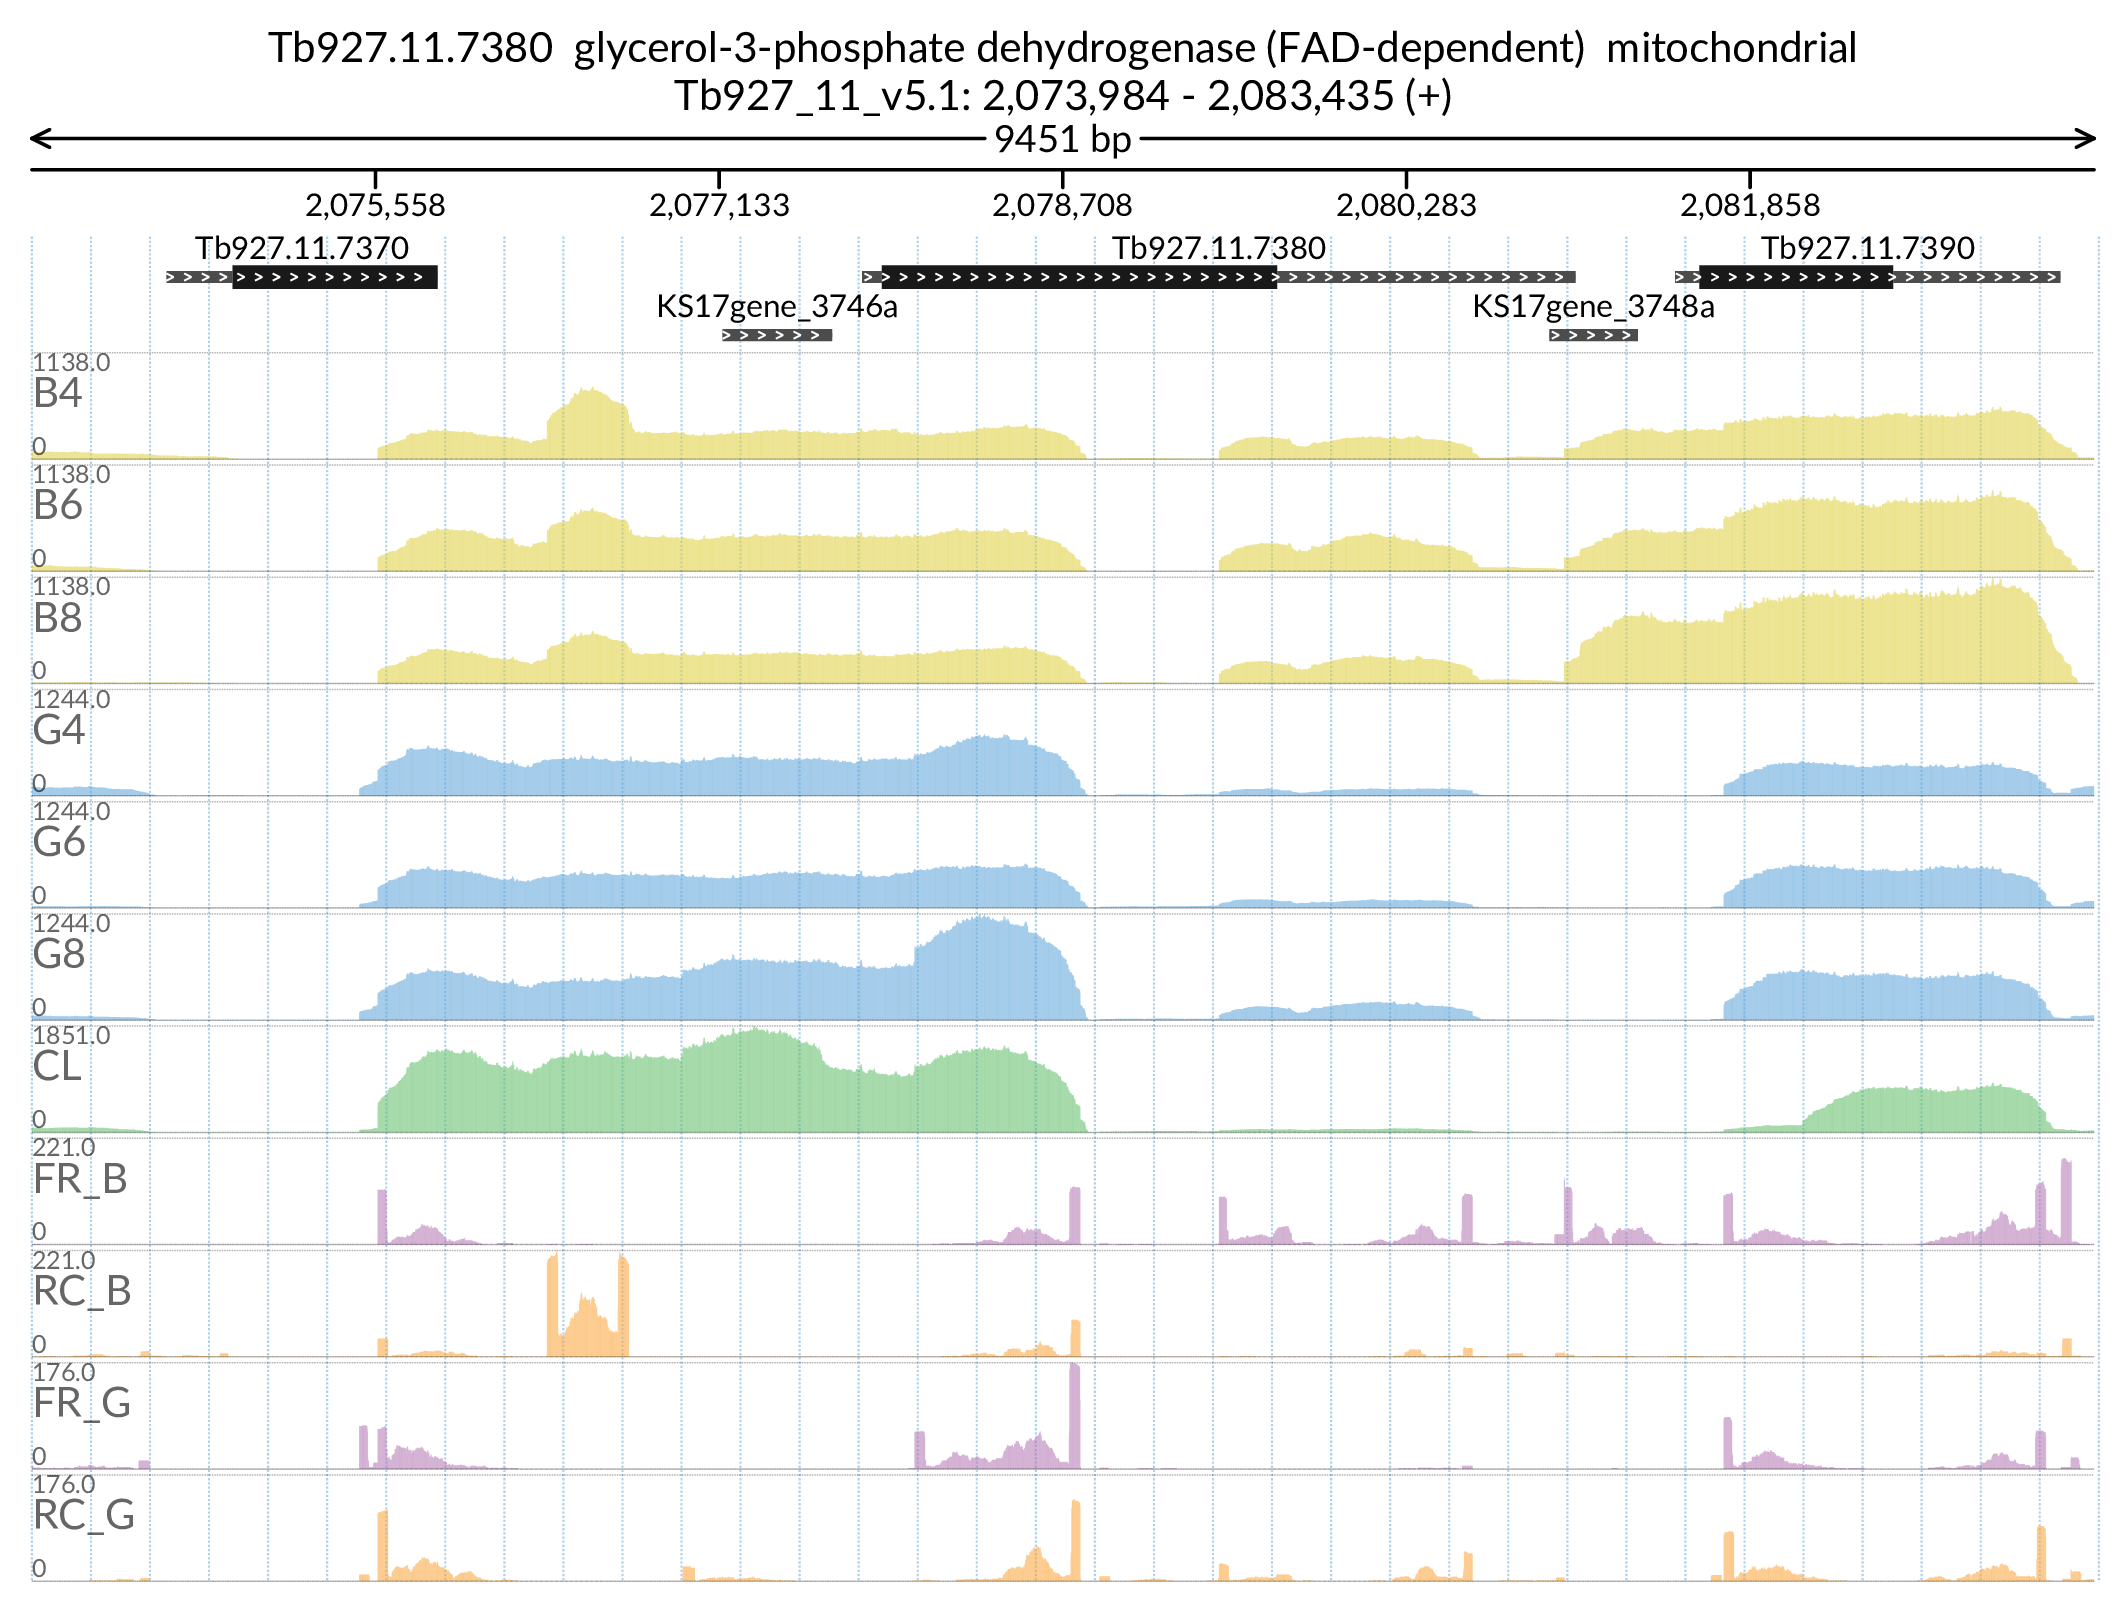 Tb927.11.7380 glycerol-3-phosphate dehydrogenase (FAD-dependent) mitochondrial
Tb927_11_v5.1: 2,073,984 - 2,083,435 (+)
9451 bp
2,075,558 2,077,133 2,078,708 2,080,283 2,081,858
Tb927.11.7370 Tb927.11.7380 Tb927.11.7390
KS17gene_3746a KS17gene_3748a
1138.0
B4
0
1138.0
B6
0
1138.0
B8
0
1244.0
G4
0
1244.0
G6
0
1244.0
G8
0
1851.0
CL
0
221.0
FR_B
0
221.0
RC_B
0
176.0
FR_G
0
176.0
RC_G
0